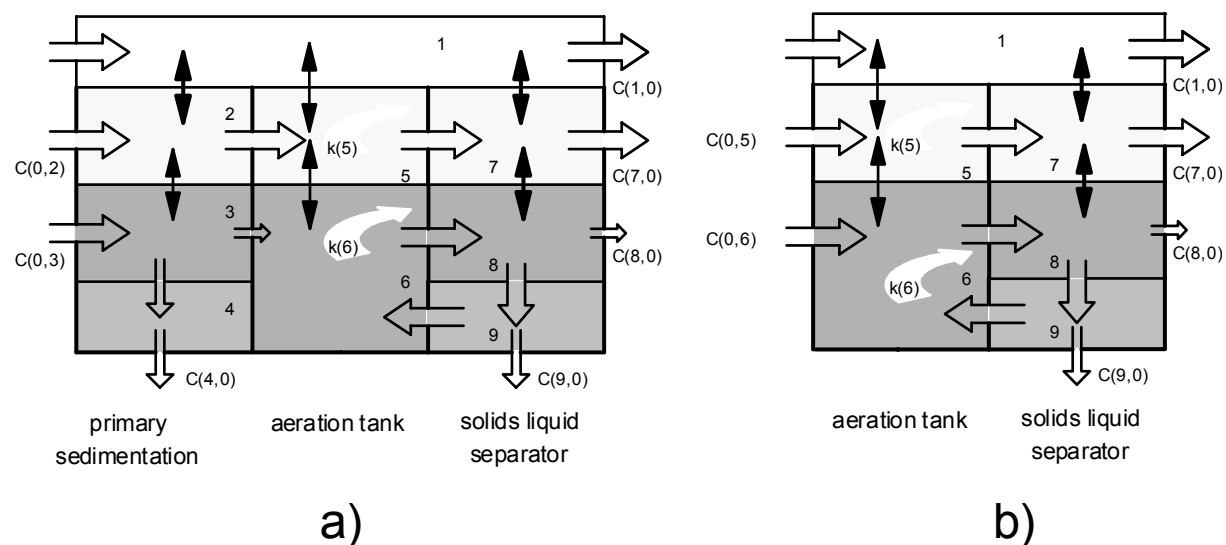 1
C(1,0)
2
C(0,2)
k(5)
5
7
C(7,0)
3
C(0,3)
k(6)
8
C(8,0)
4
6
9
C(4,0)
C(9,0)
primary
sedimentation
aeration tank
solids liquid
separator
a)
1
C(1,0)
C(0,5)
k(5)
5
7
C(7,0)
C(0,6)
k(6)
6
8
C(8,0)
9
C(9,0)
aeration tank
solids liquid
separator
b)